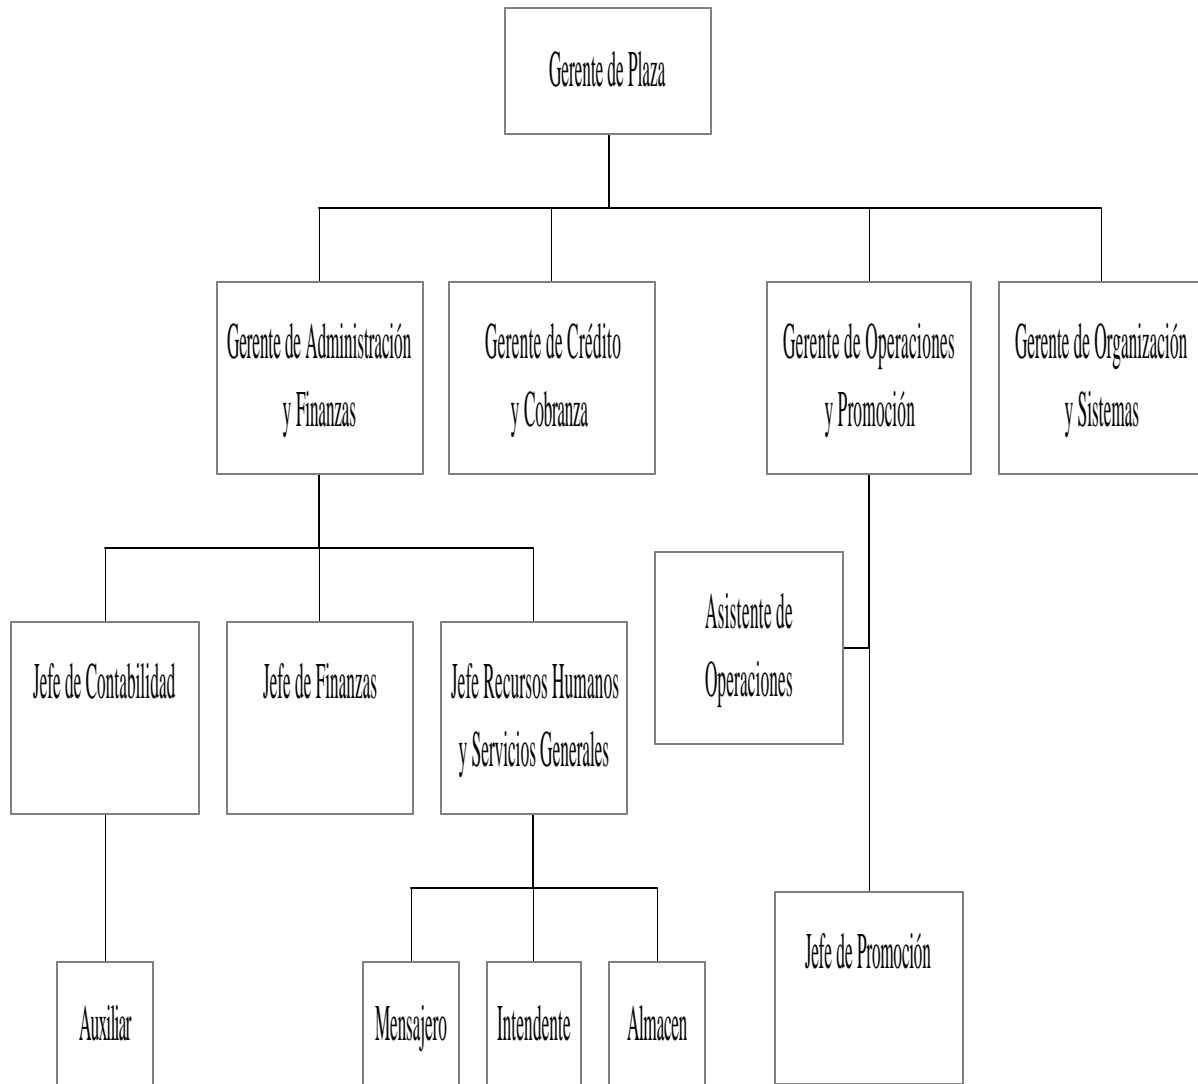 Gerente de Plaza
Gerente de Administración
y Finanzas
Gerente de Crédito
y Cobranza
Gerente de Operaciones
y Promoción
Gerente de Organización
y Sistemas
Asistente de
Operaciones
Jefe de Contabilidad
Jefe de Finanzas
Jefe Recursos Humanos
y Servicios Generales
Jefe de Promoción
Auxiliar
Mensajero
Intendente
Almacen